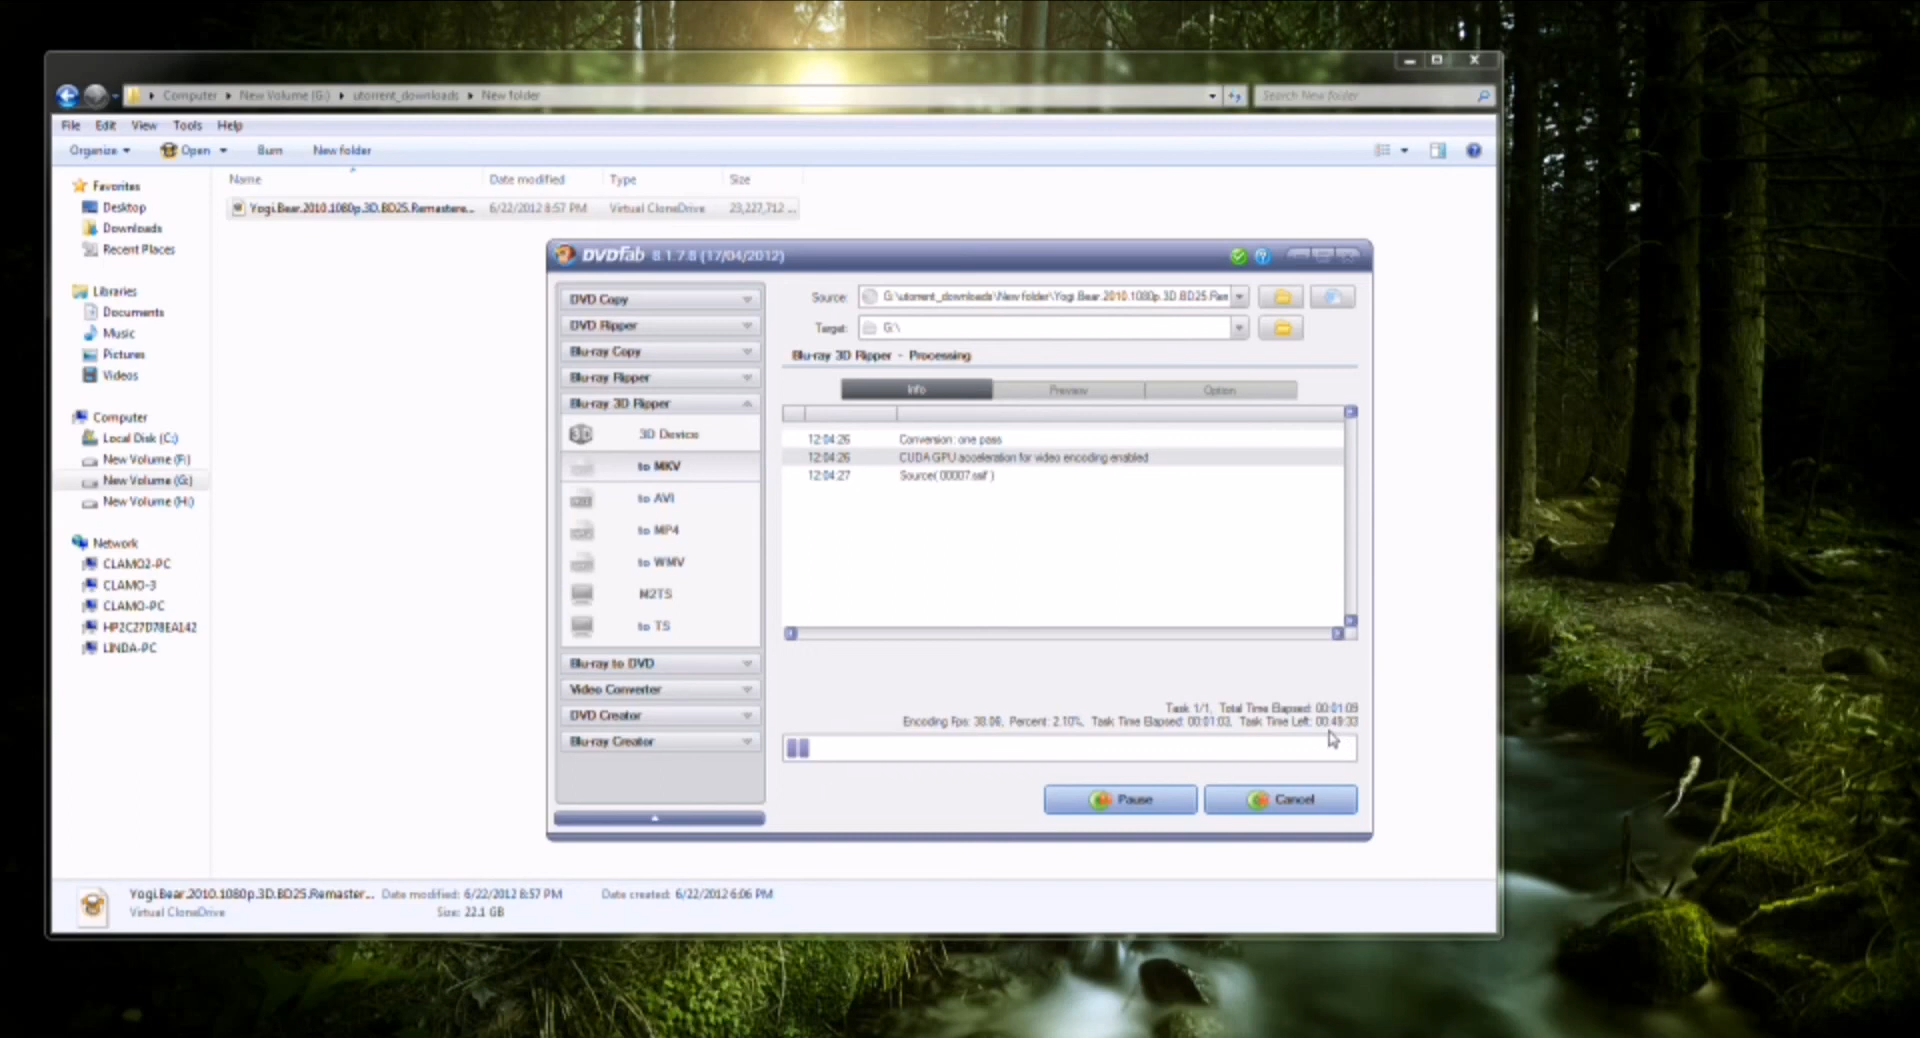 Computer ▸ New Volume (G:) ▸ utorrent_downloads ▸ New folder
Search New folder
File Edit View Tools Help
Organize Open Burn New folder
Name Date modified Type Size
Yogi.Bear.2010.1080p.3D.BD25.Remastere... 6/22/2012 8:57 PM Virtual CloneDrive 23,227,712 ...
Favorites
Desktop
Downloads
Recent Places
Libraries
Documents
Music
Pictures
Videos
Computer
Local Disk (C:)
New Volume (F:)
New Volume (G:)
New Volume (H:)
Network
CLAMO2-PC
CLAMO-3
CLAMO-PC
HP2C27D78EA142
LINDA-PC
DVDFab 8.1.7.8 (17/04/2012)
DVD Copy
DVD Ripper
Blu-ray Copy
Blu-ray Ripper
Blu-ray 3D Ripper
3D Device
to MKV
to AVI
to MP4
to WMV
M2TS
to TS
Blu-ray to DVD
Video Converter
DVD Creator
Blu-ray Creator
Source: G:\utorrent_downloads\New folder\Yogi.Bear.2010.1080p.3D.BD25.Rem
Target: G:\
Blu-ray 3D Ripper - Processing
Info Preview Option
12:04:26 Conversion: one pass
12:04:26 CUDA GPU acceleration for video encoding enabled
12:04:27 Source( 00007.ssif )
Task 1/1, Total Time Elapsed: 00:01:09
Encoding Fps: 38.06, Percent: 2.10%, Task Time Elapsed: 00:01:03, Task Time Left: 00:49:33
Pause Cancel
Yogi.Bear.2010.1080p.3D.BD25.Remaster... Date modified: 6/22/2012 8:57 PM Date created: 6/22/2012 6:06 PM
Virtual CloneDrive Size: 22.1 GB